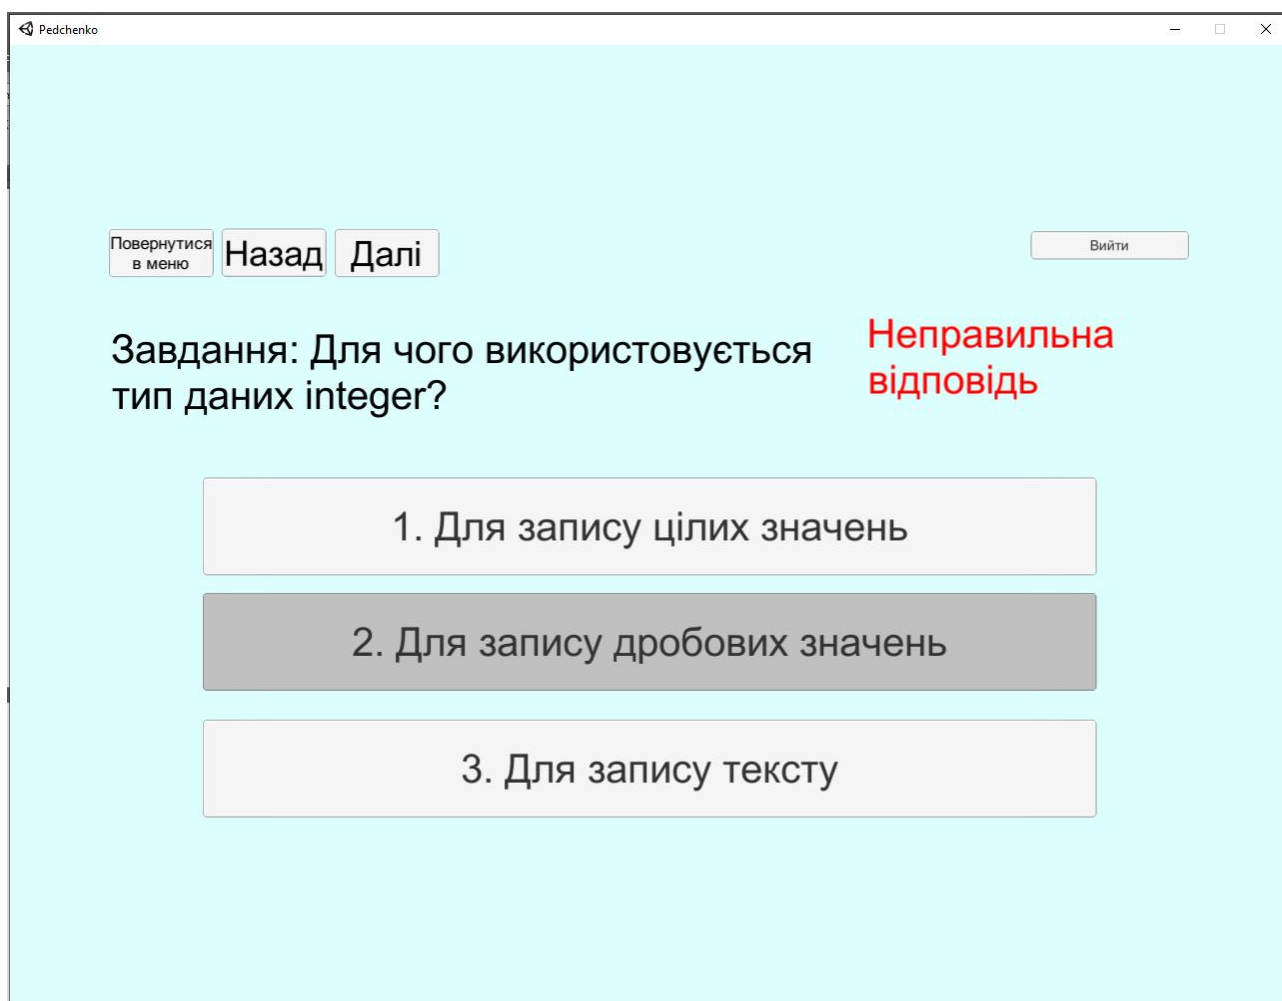 Pedchenko
Повернутися
в меню
Назад
Далі
Вийти
Завдання: Для чого використовується
тип даних integer?
Неправильна
відповідь
1. Для запису цілих значень
2. Для запису дробових значень
3. Для запису тексту